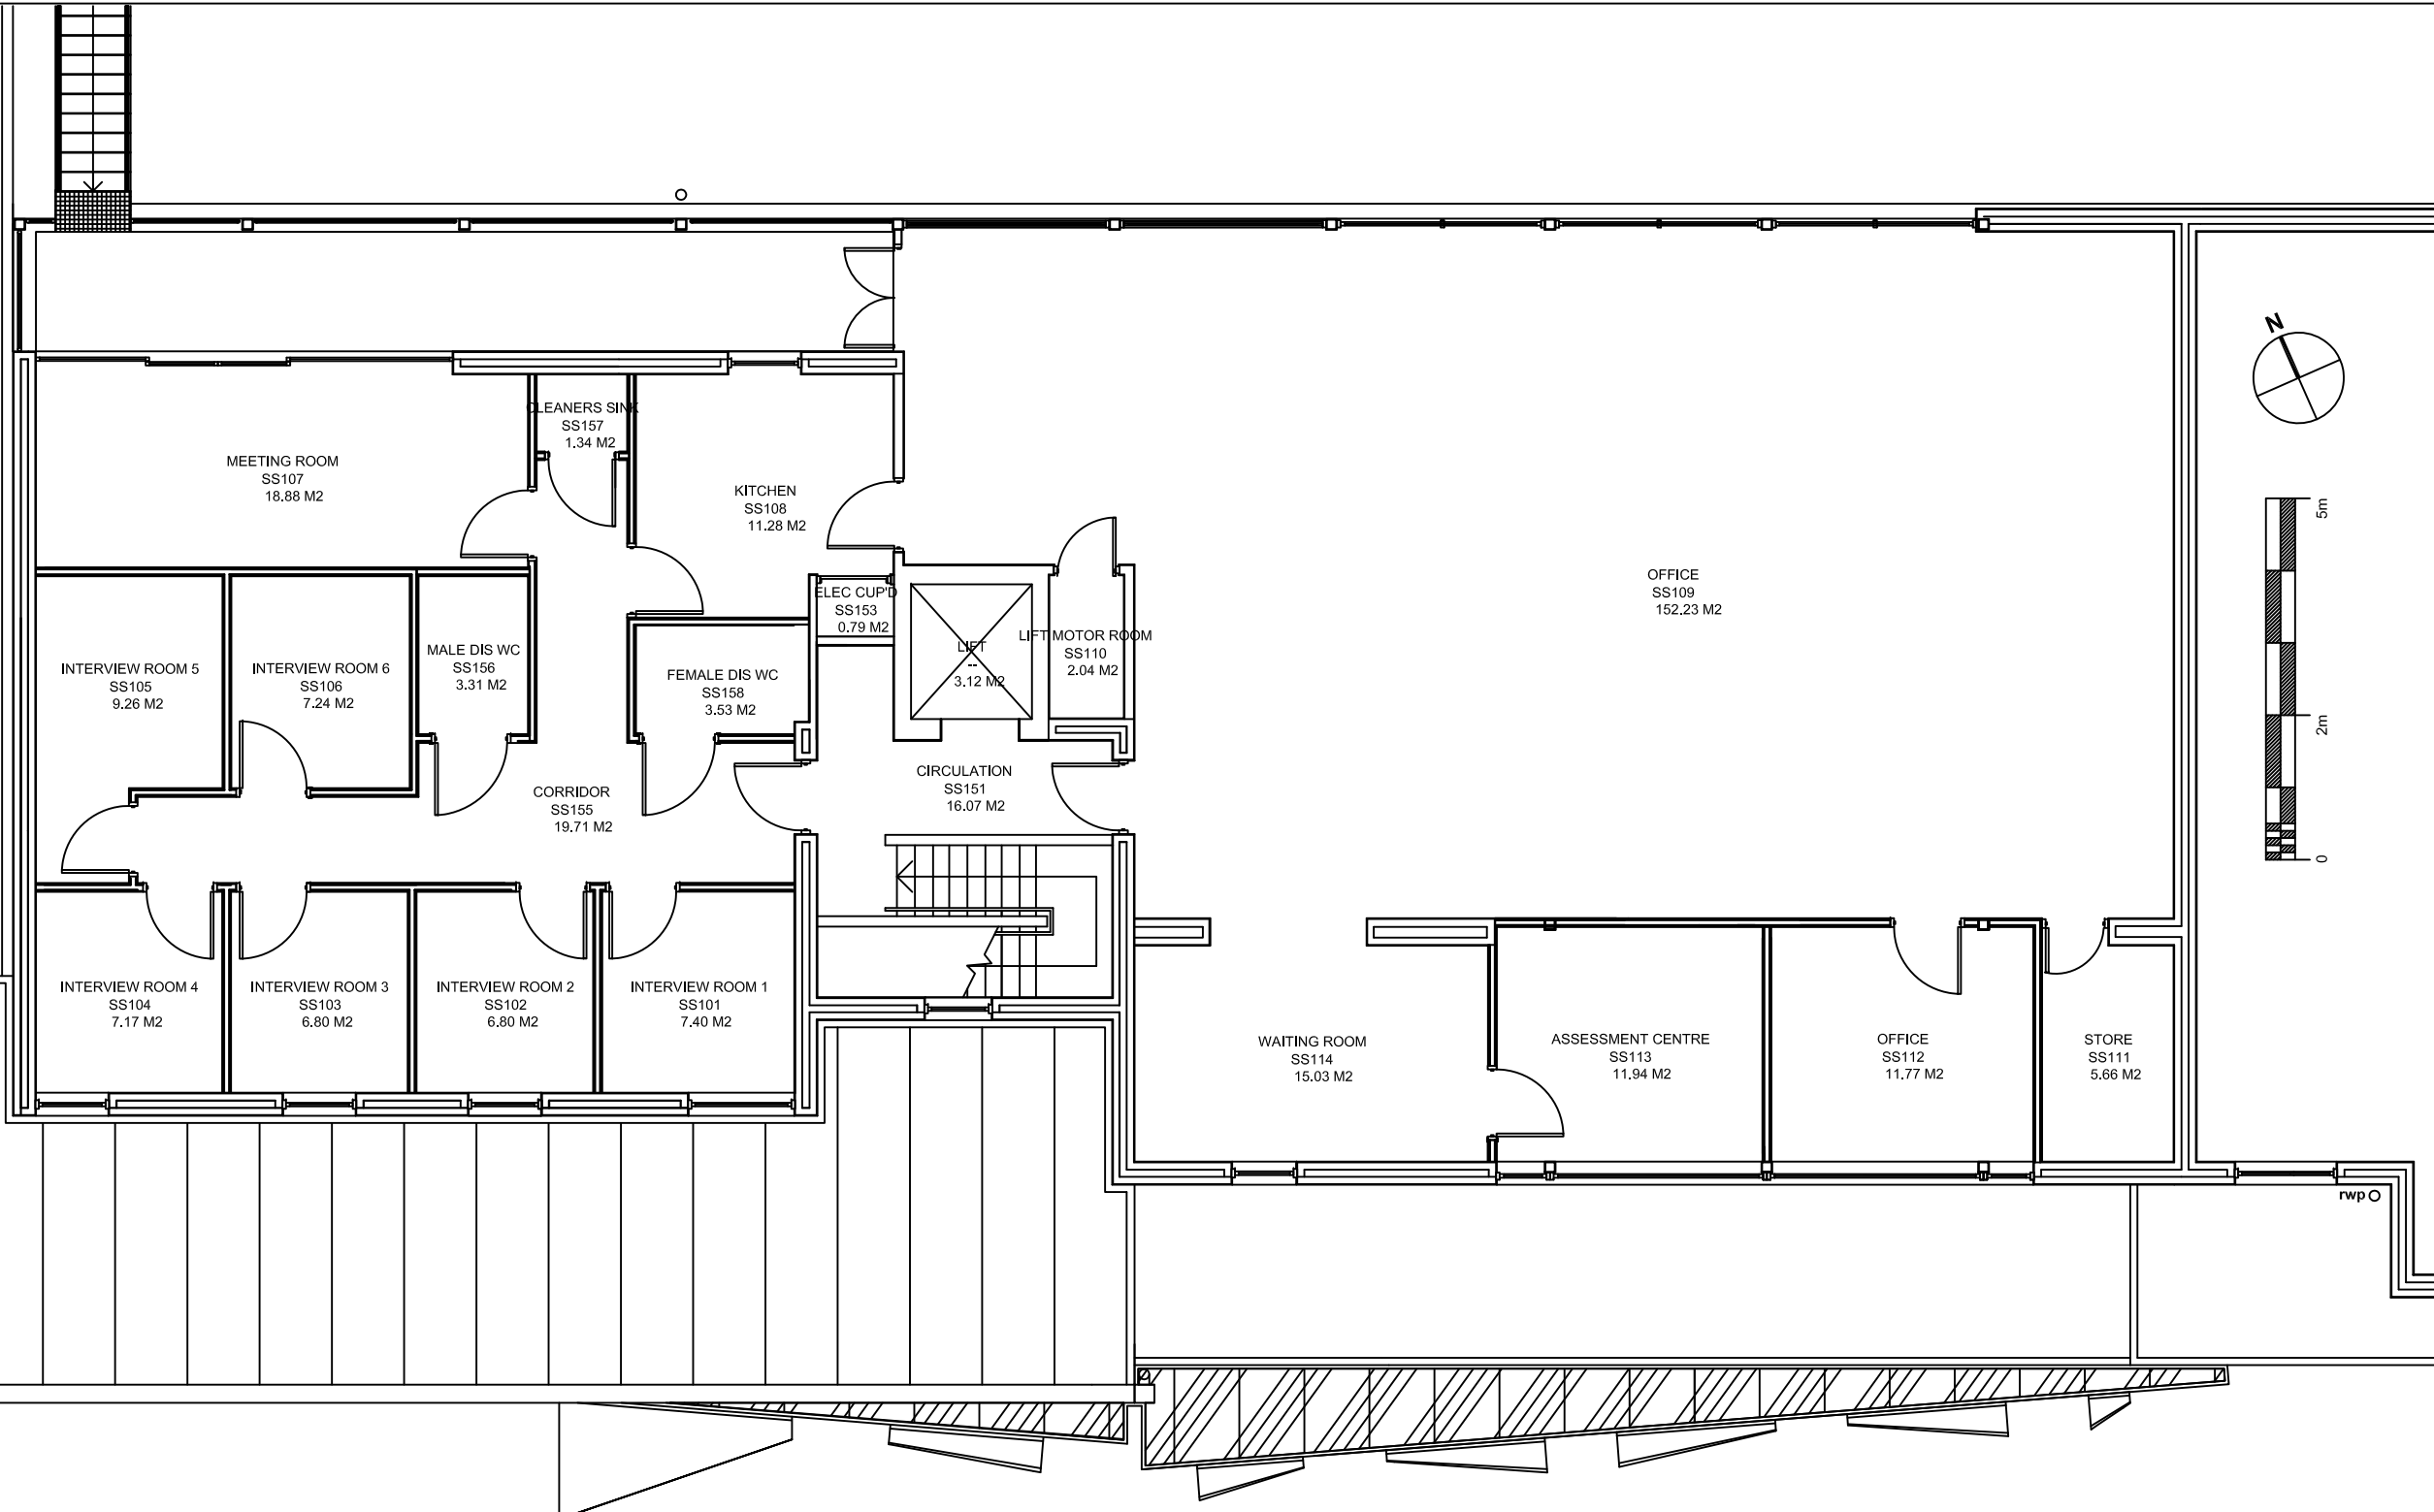 N
CLEANERS SINK
SS157
1.34 M2
MEETING ROOM
SS107
18.88 M2
KITCHEN
SS108
11.28 M2
5m
OFFICE
SS109
152.23 M2
ELEC CUP'D
SS153
0.79 M2
LIFT MOTOR ROOM
SS110
2.04 M2
LIFT
--
3.12 M2
MALE DIS WC
SS156
3.31 M2
INTERVIEW ROOM 5
SS105
9.26 M2
INTERVIEW ROOM 6
SS106
7.24 M2
FEMALE DIS WC
SS158
3.53 M2
2m
CIRCULATION
SS151
16.07 M2
CORRIDOR
SS155
19.71 M2
0
INTERVIEW ROOM 4
SS104
7.17 M2
INTERVIEW ROOM 3
SS103
6.80 M2
INTERVIEW ROOM 2
SS102
6.80 M2
INTERVIEW ROOM 1
SS101
7.40 M2
WAITING ROOM
SS114
15.03 M2
ASSESSMENT CENTRE
SS113
11.94 M2
OFFICE
SS112
11.77 M2
STORE
SS111
5.66 M2
rwp